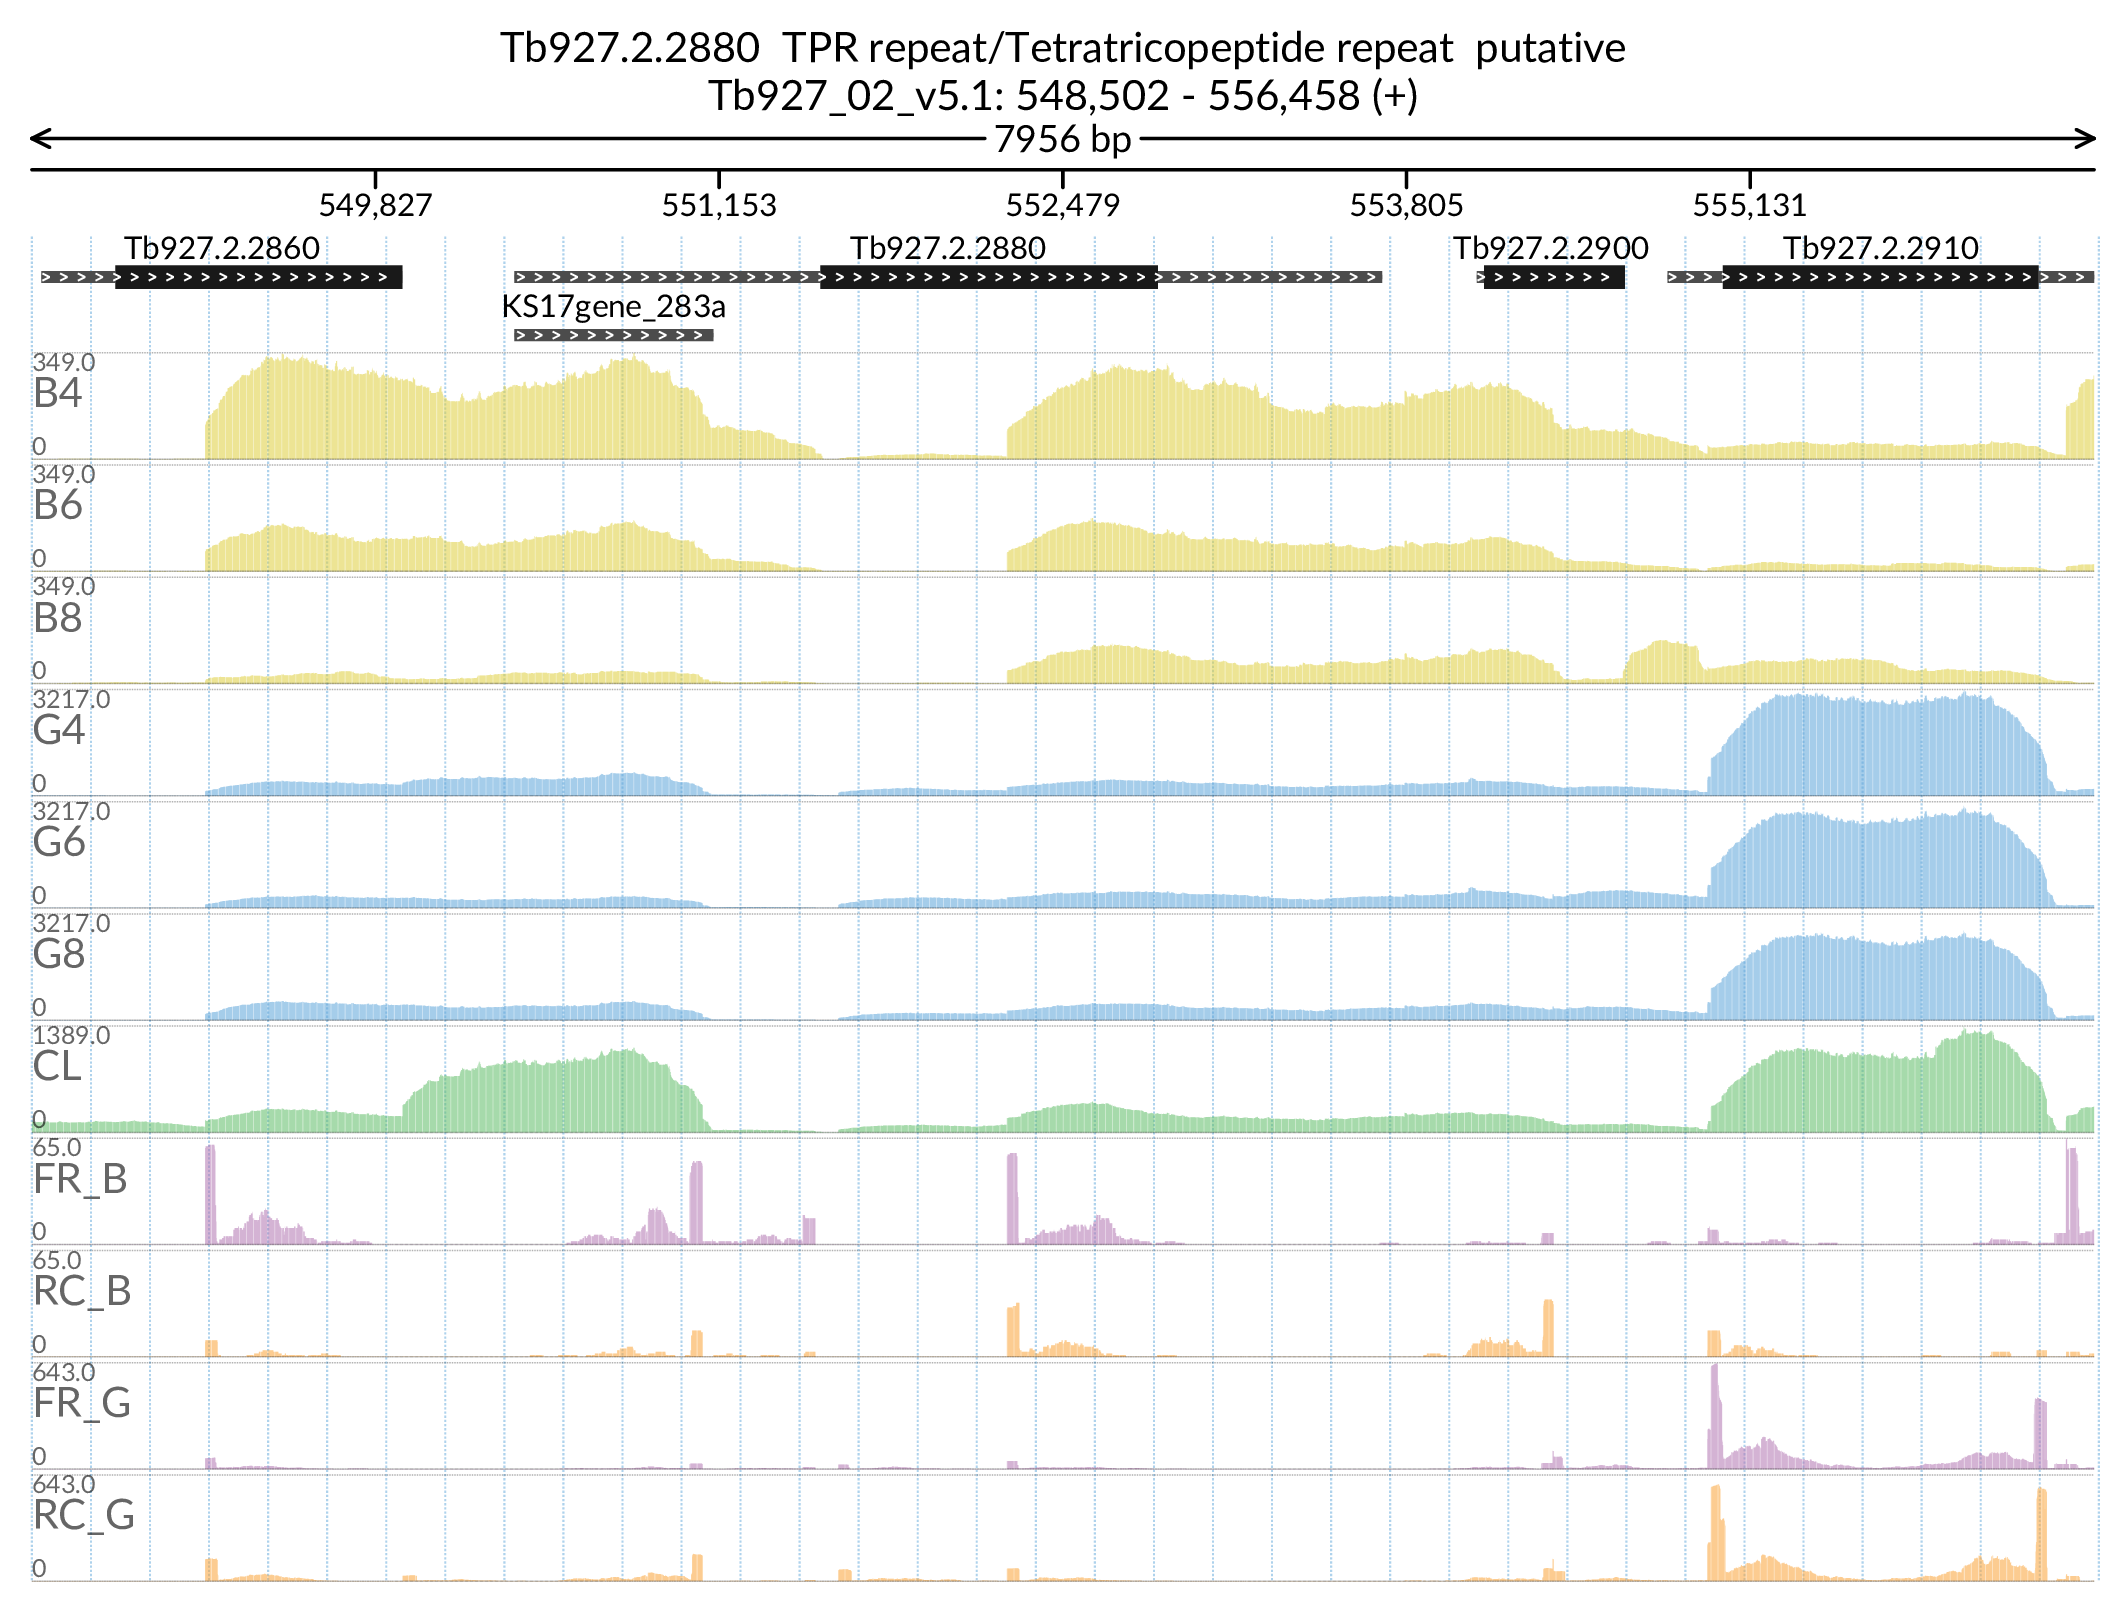 Tb927.2.2880  TPR repeat/Tetratricopeptide repeat  putative
Tb927_02_v5.1: 548,502 - 556,458 (+)
7956 bp
549,827 551,153 552,479 553,805 555,131
Tb927.2.2860 Tb927.2.2880 Tb927.2.2900 Tb927.2.2910
KS17gene_283a
349.0
B4
0
349.0
B6
0
349.0
B8
0
3217.0
G4
0
3217.0
G6
0
3217.0
G8
0
1389.0
CL
0
65.0
FR_B
0
65.0
RC_B
0
643.0
FR_G
0
643.0
RC_G
0